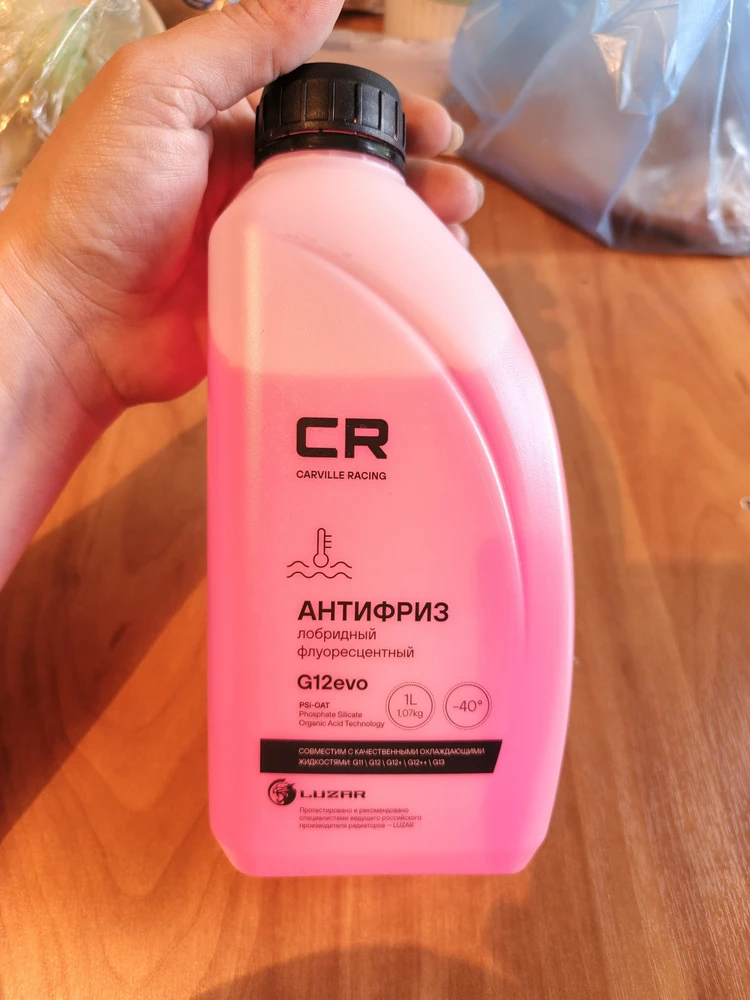 CR
CARVILLE RACING
АНТИФРИЗ
лобридный
флуоресцентный
G12evo
PSi-OAT
Phosphate Silicate
Organic Acid Technology
1L
1,07kg
-40°
СОВМЕСТИМ С КАЧЕСТВЕННЫМИ ОХЛАЖДАЮЩИМИ
ЖИДКОСТЯМИ: G11 \ G12 \ G12+ \ G12++ \ G13
LUZAR
Протестировано и рекомендовано
специалистами ведущего российского
производителя радиаторов — LUZAR